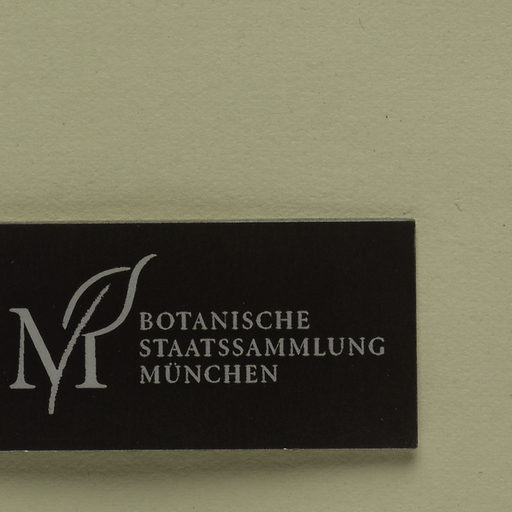 M
BOTANISCHE
STAATSSAMMLUNG
MÜNCHEN